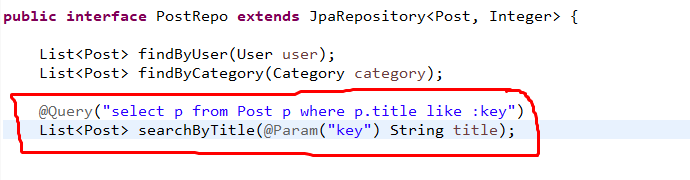 public interface PostRepo extends JpaRepository<Post, Integer> {
List<Post> findByUser(User user);
List<Post> findByCategory(Category category);
@Query("select p from Post p where p.title like :key")
List<Post> searchByTitle(@Param("key") String title);